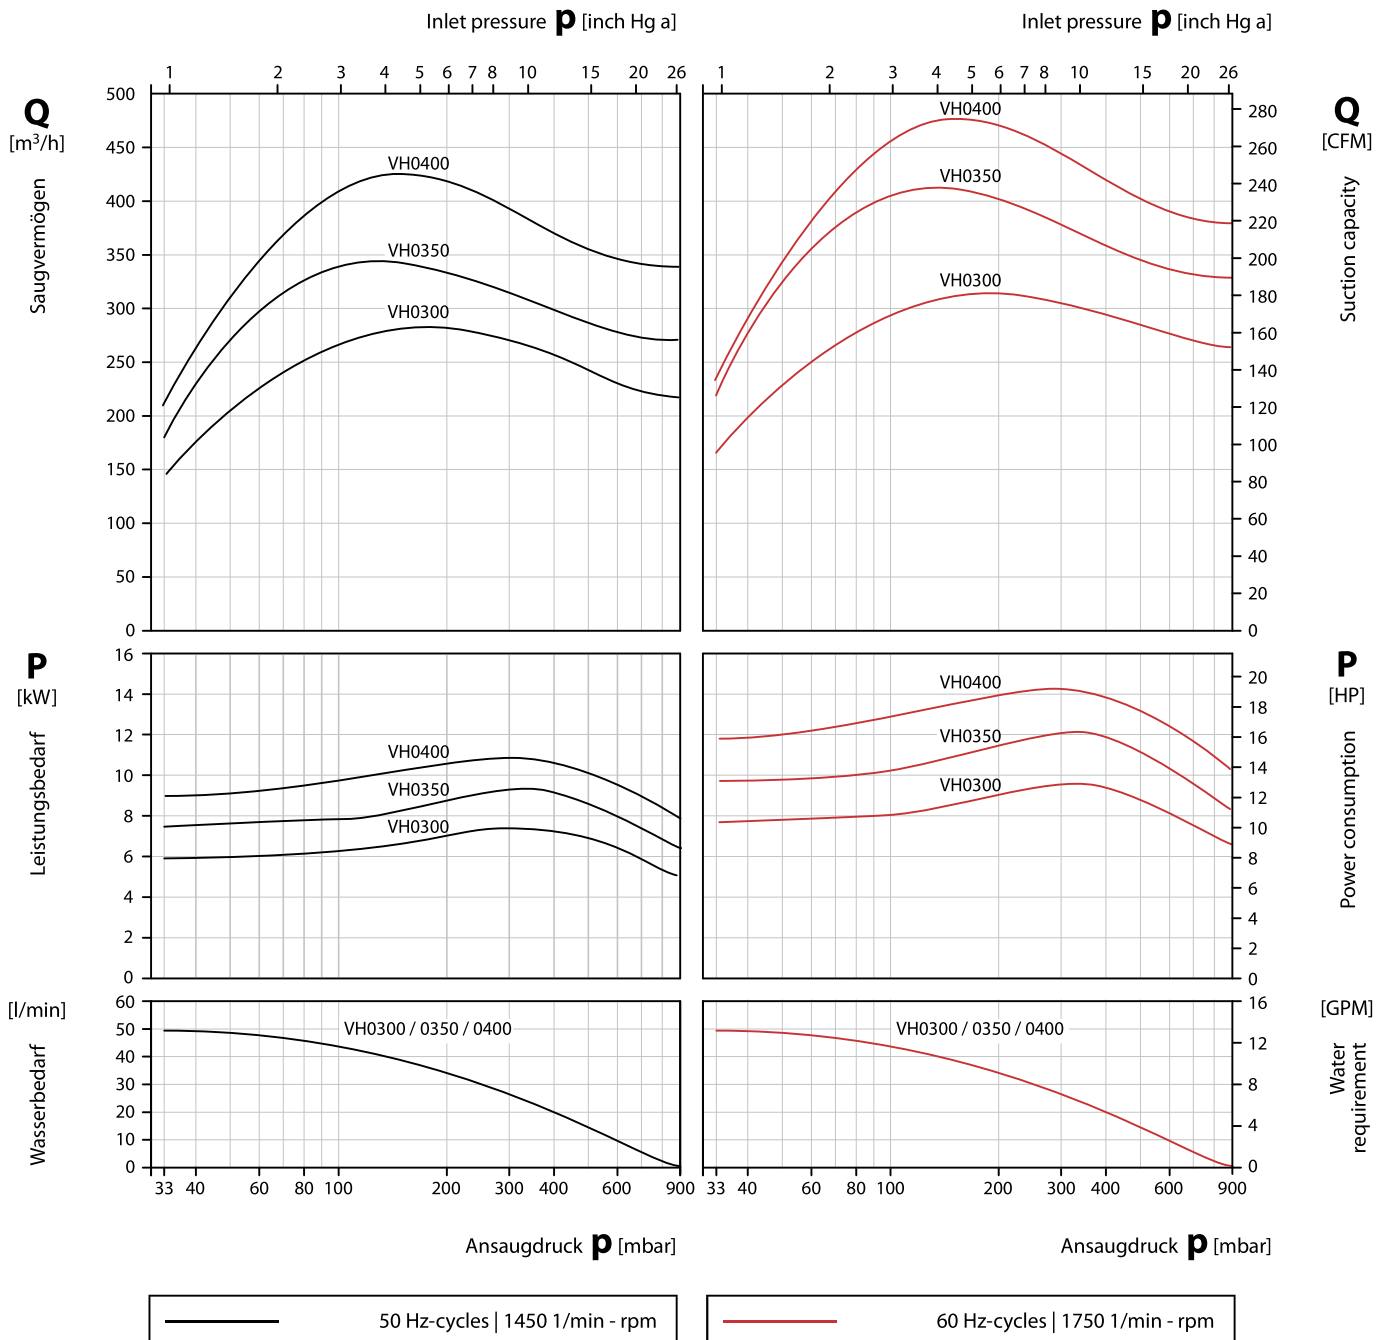 Inlet pressure p [inch Hg a]
Inlet pressure p [inch Hg a]
1 2 3 4 5 6 7 8 10 15 20 26
1 2 3 4 5 6 7 8 10 15 20 26
Q
[m³/h]
Saugvermögen
500
450
400
350
300
250
200
150
100
50
0
VH0400
VH0350
VH0300
VH0400
VH0350
VH0300
Q
[CFM]
Suction capacity
280
260
240
220
200
180
160
140
120
100
80
60
40
20
0
P
[kW]
Leistungsbedarf
16
14
12
10
8
6
4
2
0
VH0400
VH0350
VH0300
VH0400
VH0350
VH0300
P
[HP]
Power consumption
20
18
16
14
12
10
8
6
4
2
0
[l/min]
Wasserbedarf
60
50
40
30
20
10
0
VH0300 / 0350 / 0400
VH0300 / 0350 / 0400
[GPM]
Water
requirement
16
12
8
4
0
33 40 60 80 100 200 300 400 600 900
33 40 60 80 100 200 300 400 600 900
Ansaugdruck p [mbar]
Ansaugdruck p [mbar]
50 Hz-cycles | 1450 1/min - rpm
60 Hz-cycles | 1750 1/min - rpm